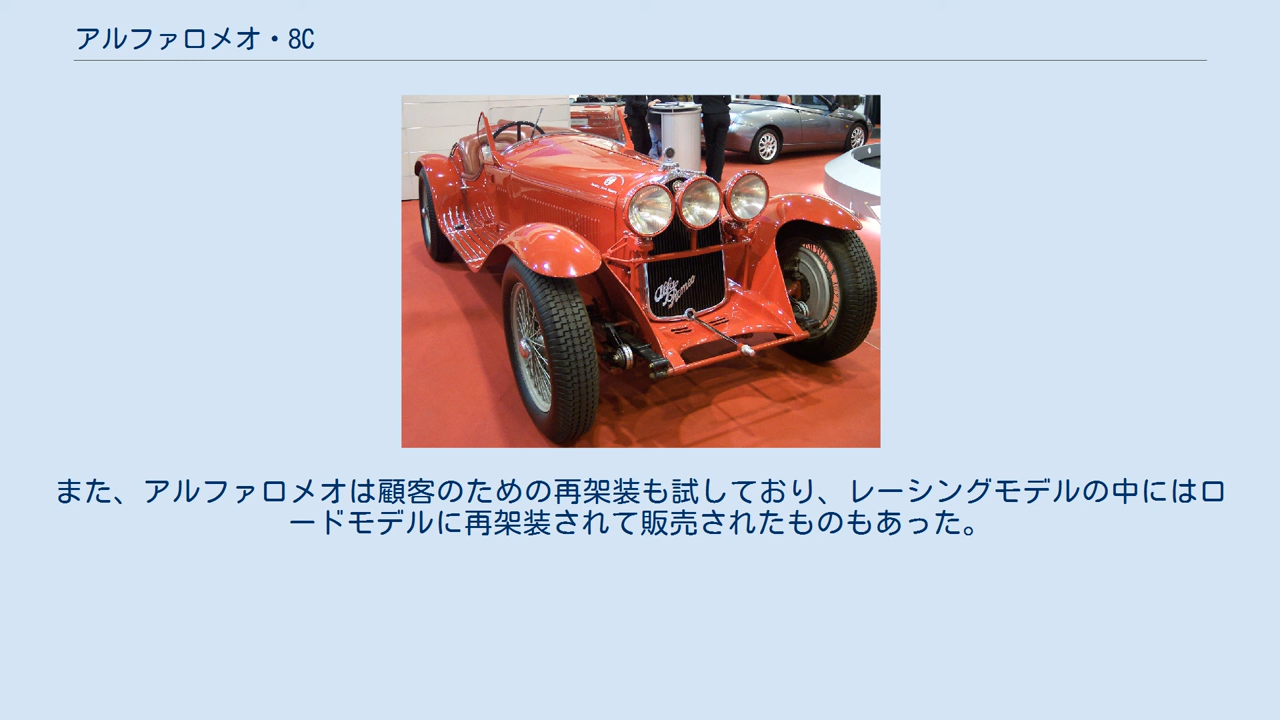 アルファロメオ・8C
Alfa
Romeo
また、アルファロメオは顧客のための再架装も試しており、レーシングモデルの中にはロ
ードモデルに再架装されて販売されたものもあった。